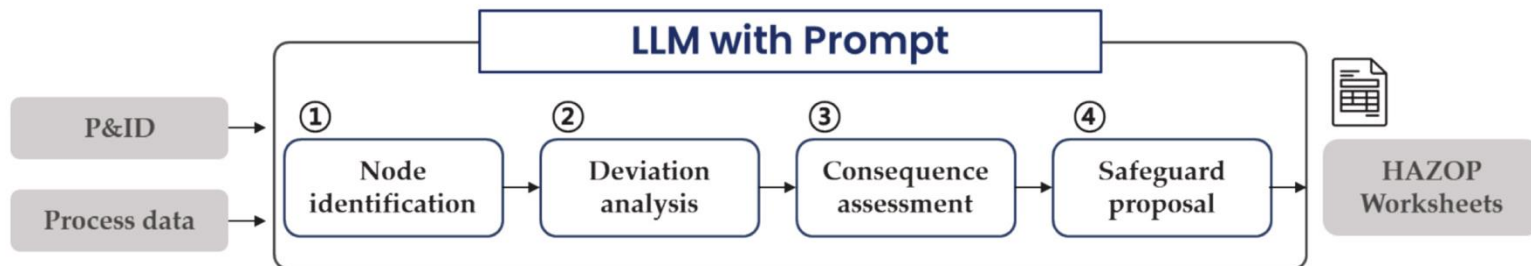 LLM with Prompt
P&ID
Process data
①
Node
identification
②
Deviation
analysis
③
Consequence
assessment
④
Safeguard
proposal
HAZOP
Worksheets